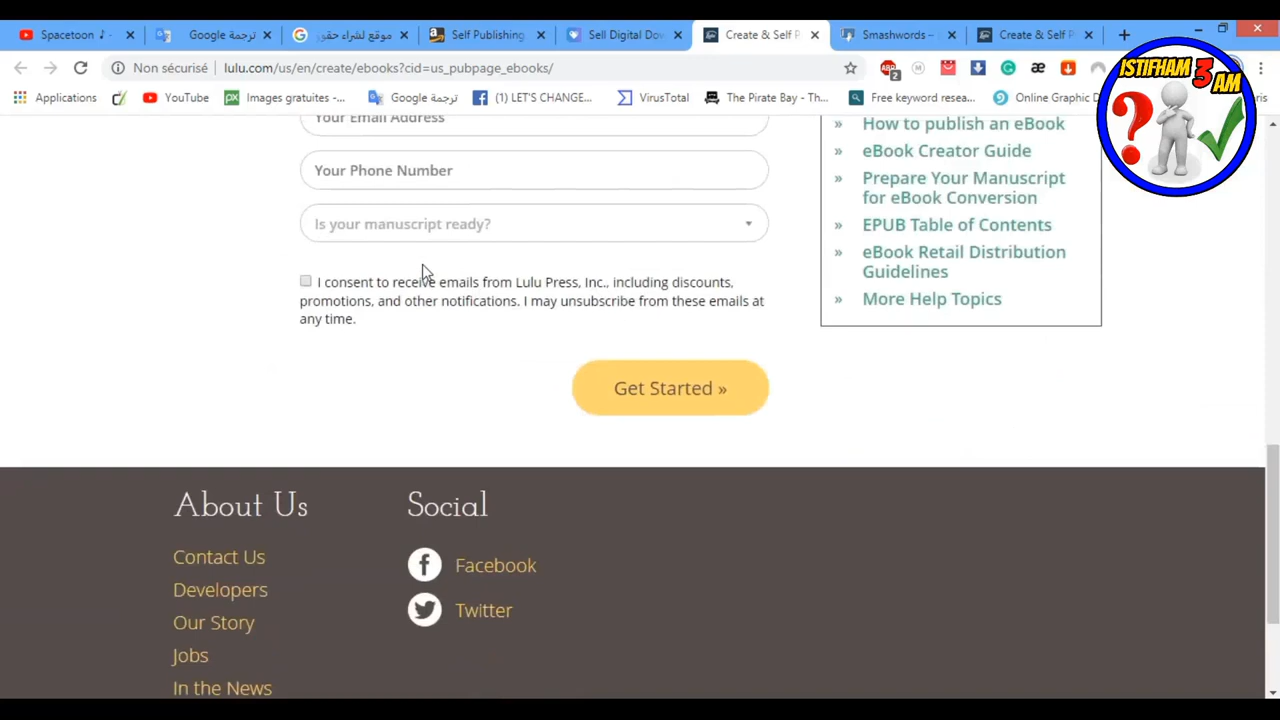 Spacetoon ♪ -
ترجمة Google
موقع لشراء حقوق
Self Publishing
Sell Digital Dow
Create & Self P
Smashwords –
Create & Self P
Non sécurisé | lulu.com/us/en/create/ebooks?cid=us_pubpage_ebooks/
Applications
YouTube
Images gratuites -...
ترجمة Google
(1) LET'S CHANGE...
VirusTotal
The Pirate Bay - Th...
Free keyword resea...
Online Graphic D
ISTIFHAM
3 AM
Your Email Address
Your Phone Number
Is your manuscript ready?
I consent to receive emails from Lulu Press, Inc., including discounts,
promotions, and other notifications. I may unsubscribe from these emails at
any time.
Get Started »
» How to publish an eBook
» eBook Creator Guide
» Prepare Your Manuscript
for eBook Conversion
» EPUB Table of Contents
» eBook Retail Distribution
Guidelines
» More Help Topics
About Us
Contact Us
Developers
Our Story
Jobs
In the News
Social
Facebook
Twitter